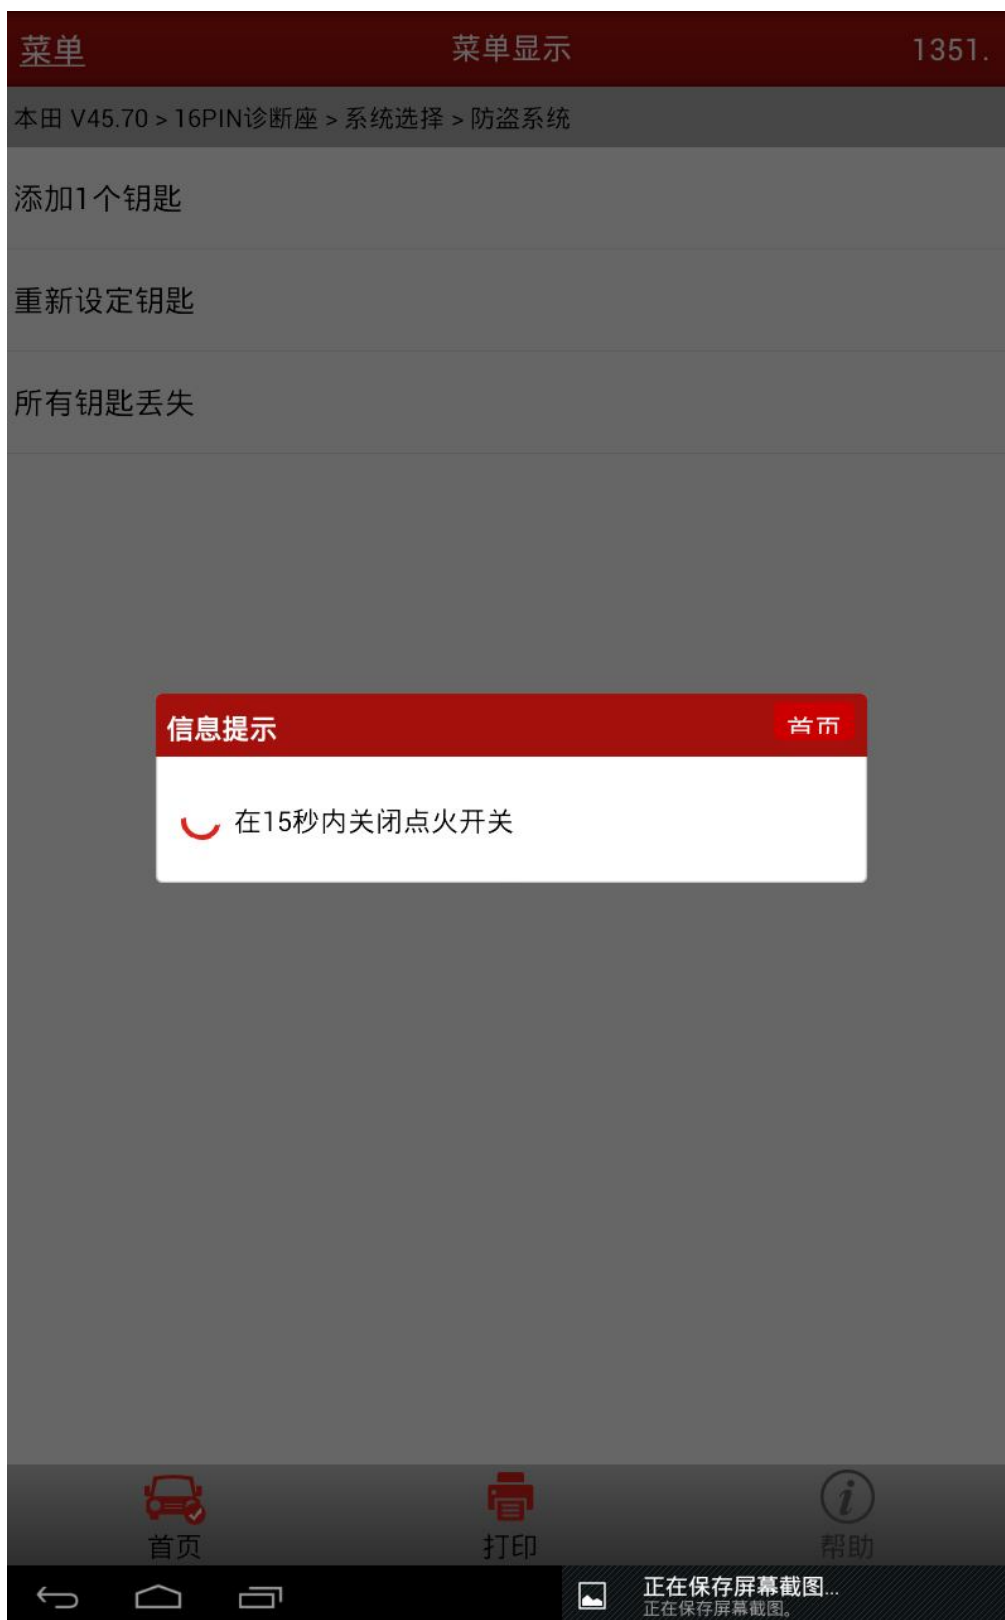 菜单
菜单显示
1351.
本田 V45.70 > 16PIN诊断座 > 系统选择 > 防盗系统
添加1个钥匙
重新设定钥匙
所有钥匙丢失
信息提示
首页
在15秒内关闭点火开关
首页
打印
帮助
正在保存屏幕截图...
正在保存屏幕截图。